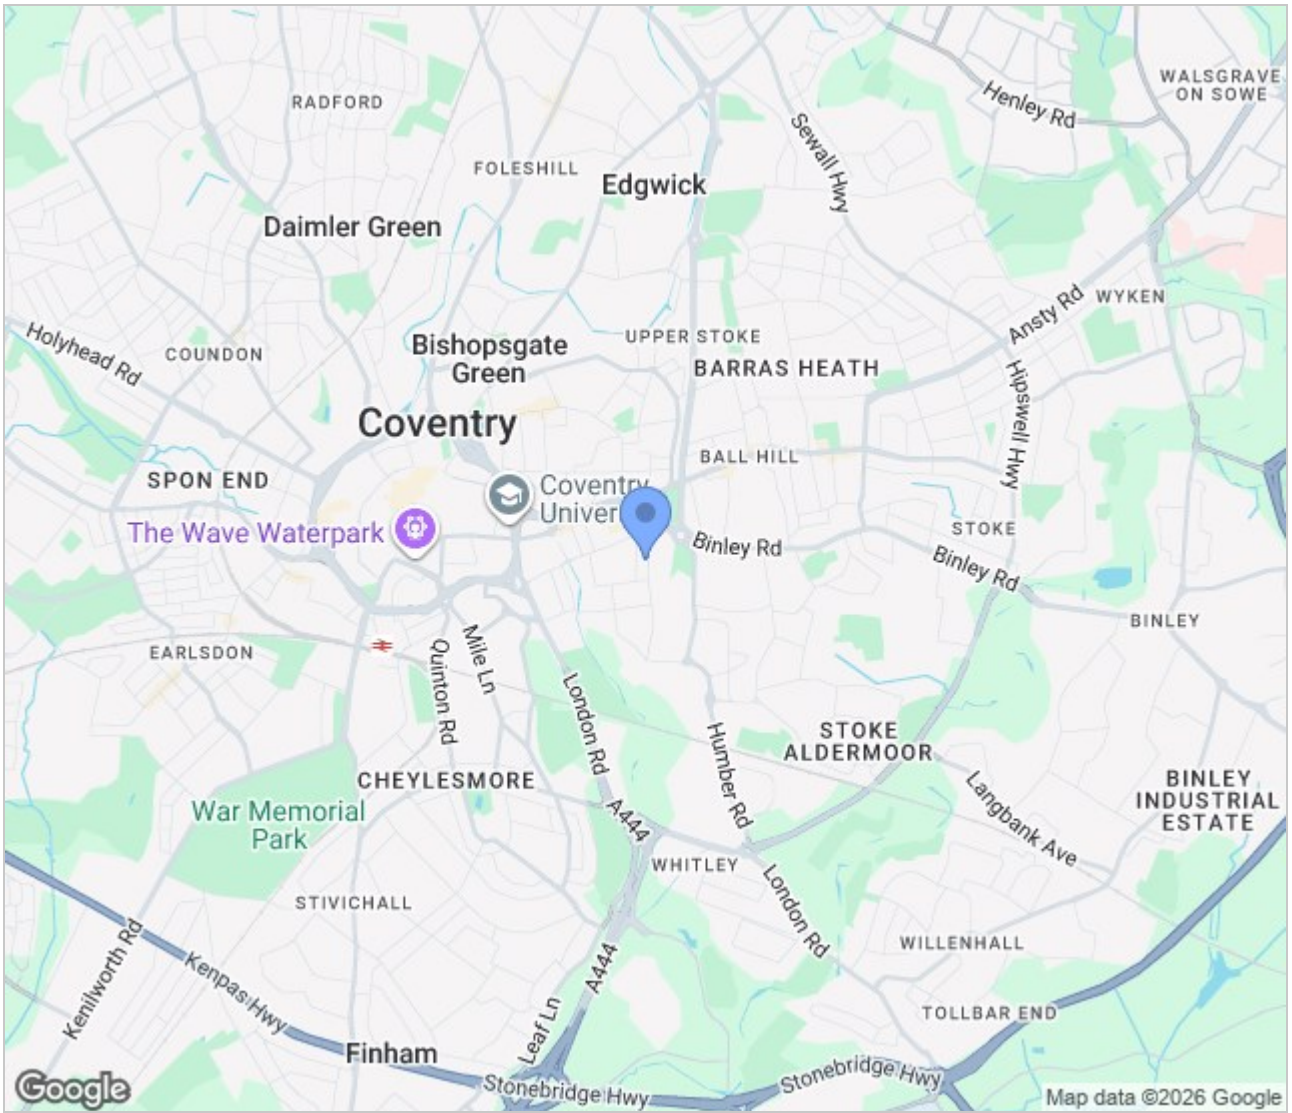 WALSGRAVE
ON SOWE
Henley Rd
RADFORD
Sewall Hwy
FOLESHILL
Edgwick
Daimler Green
WYKEN
Ansty Rd
Holyhead Rd
UPPER STOKE
Bishopsgate
Green
COUNDON
BARRAS HEATH
Hipswell Hwy
Coventry
BALL HILL
SPON END
Coventry
Univer
The Wave Waterpark
STOKE
Binley Rd
Binley Rd
BINLEY
EARLSDON
Mile Ln
Quinton Rd
London Rd
STOKE
ALDERMOOR
Humber Rd
CHEYLESMORE
BINLEY
INDUSTRIAL
ESTATE
War Memorial
Park
Langbank Ave
A444
WHITLEY
STIVICHALL
London Rd
WILLENHALL
Kenilworth Rd
Kenpas Hwy
A444
TOLLBAR END
Leaf Ln
Finham
Stonebridge Hwy
Stonebridge Hwy
Google
Map data ©2026 Google